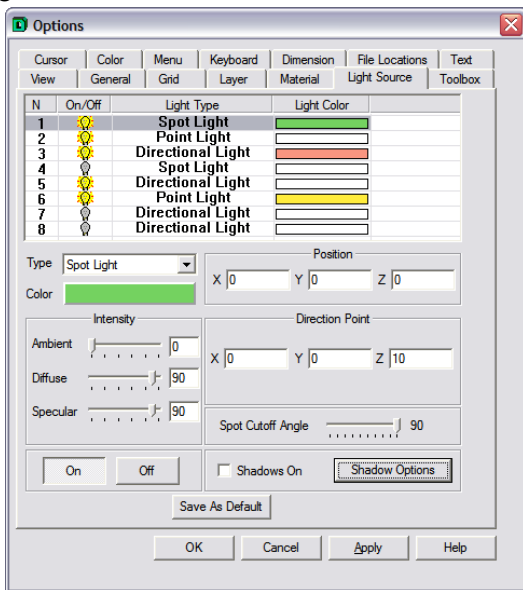 Options
Cursor Color Menu Keyboard Dimension File Locations Text
View General Grid Layer Material Light Source Toolbox
N On/Off Light Type Light Color
1 Spot Light
2 Point Light
3 Directional Light
4 Spot Light
5 Directional Light
6 Point Light
7 Directional Light
8 Directional Light
Type Spot Light
Color
Position
X 0 Y 0 Z 0
Intensity
Ambient 0
Diffuse 90
Specular 90
Direction Point
X 0 Y 0 Z 10
Spot Cutoff Angle 90
On Off
Shadows On Shadow Options
Save As Default
OK Cancel Apply Help